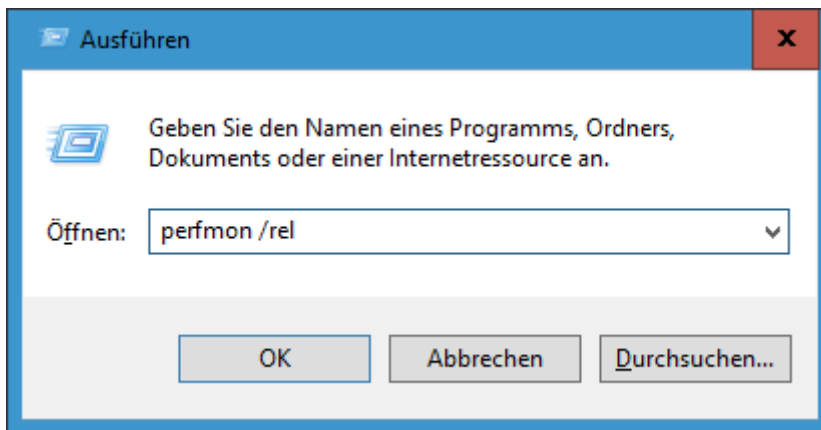 Ausführen
x
Geben Sie den Namen eines Programms, Ordners,
Dokuments oder einer Internetressource an.
Öffnen: perfmon /rel
OK Abbrechen Durchsuchen...